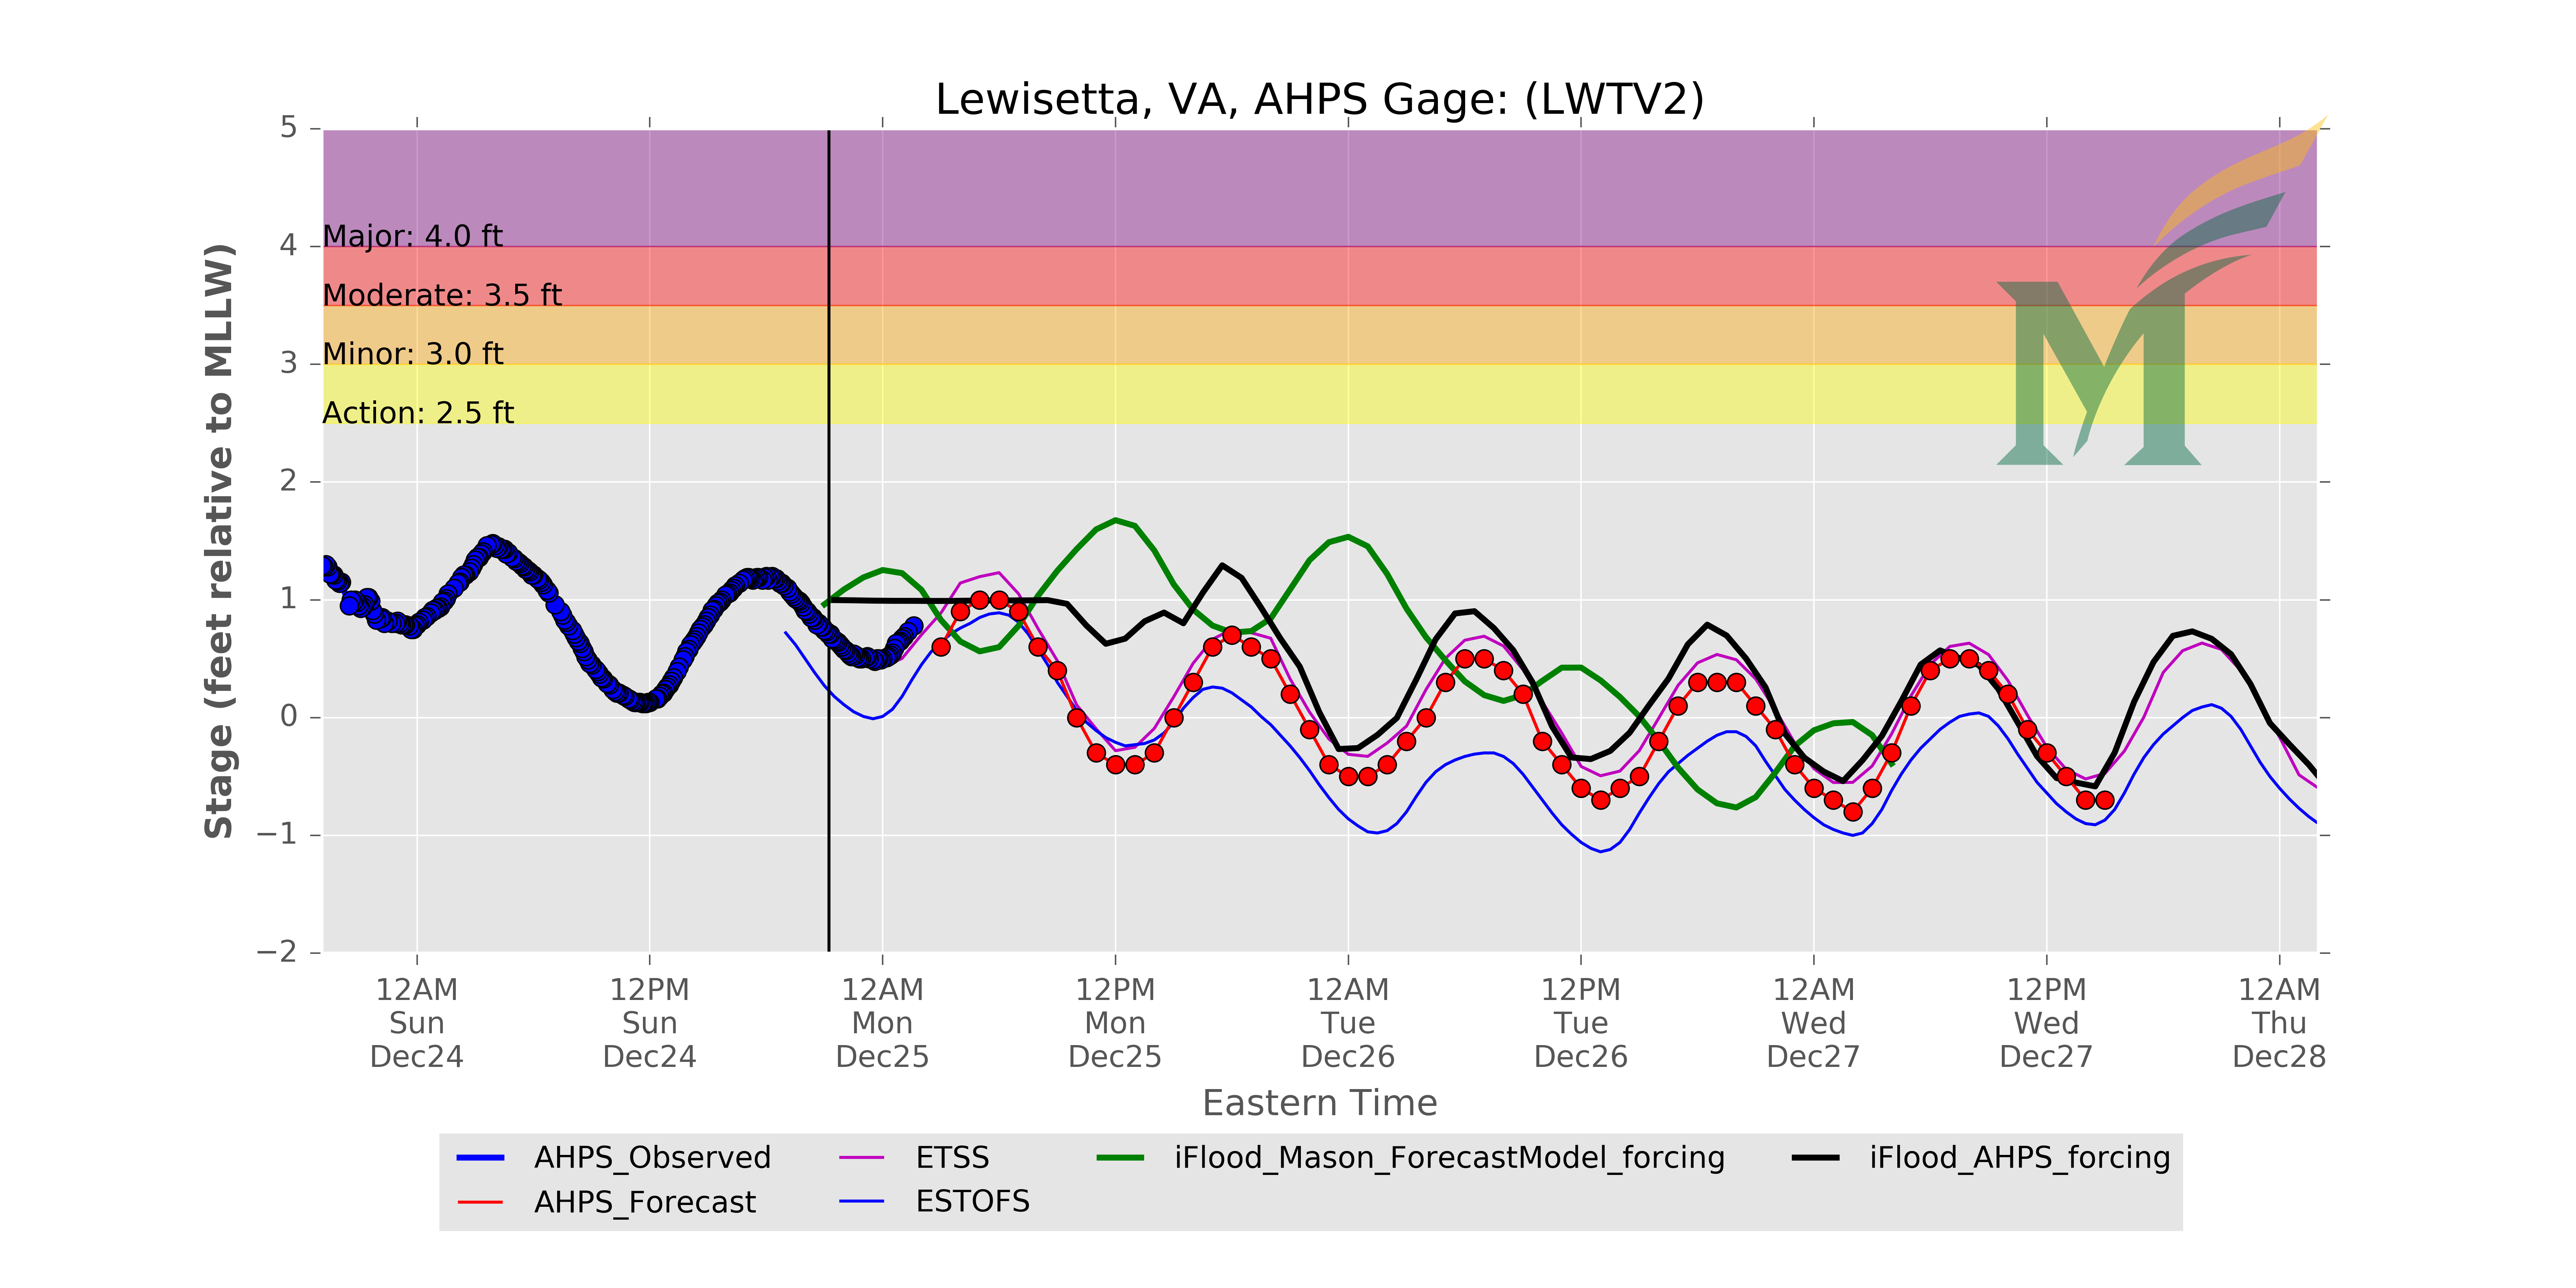 Lewisetta, VA, AHPS Gage: (LWTV2)
5
4
3
2
1
0
−1
−2
Stage (feet relative to MLLW)
Major: 4.0 ft
Moderate: 3.5 ft
Minor: 3.0 ft
Action: 2.5 ft
M
12AM
Sun
Dec24
12PM
Sun
Dec24
12AM
Mon
Dec25
12PM
Mon
Dec25
12AM
Tue
Dec26
12PM
Tue
Dec26
12AM
Wed
Dec27
12PM
Wed
Dec27
12AM
Thu
Dec28
Eastern Time
AHPS_Observed
AHPS_Forecast
ETSS
ESTOFS
iFlood_Mason_ForecastModel_forcing
iFlood_AHPS_forcing